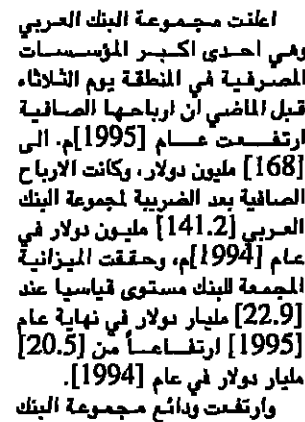 اعلنت مجموعة البنك العربي
وهي احدى اكبر المؤسسات
المصرفية في المنطقة يوم الثلاثاء
قبل الماضي ان ارباحها الصافية
ارتفعت عام [1995]م. الى
[168] مليون دولار، وكانت الارباح
الصافية بعد الضريبة لمجموعة البنك
العربي [141.2] مليون دولار في
عام [1994]م، وحققت الميزانية
المجمعة للبنك مستوى قياسيا عند
[22.9] مليار دولار في نهاية عام
[1995] ارتفاعاً من [20.5]
مليار دولار في عام [1994].
وارتفعت ودائع مجموعة البنك